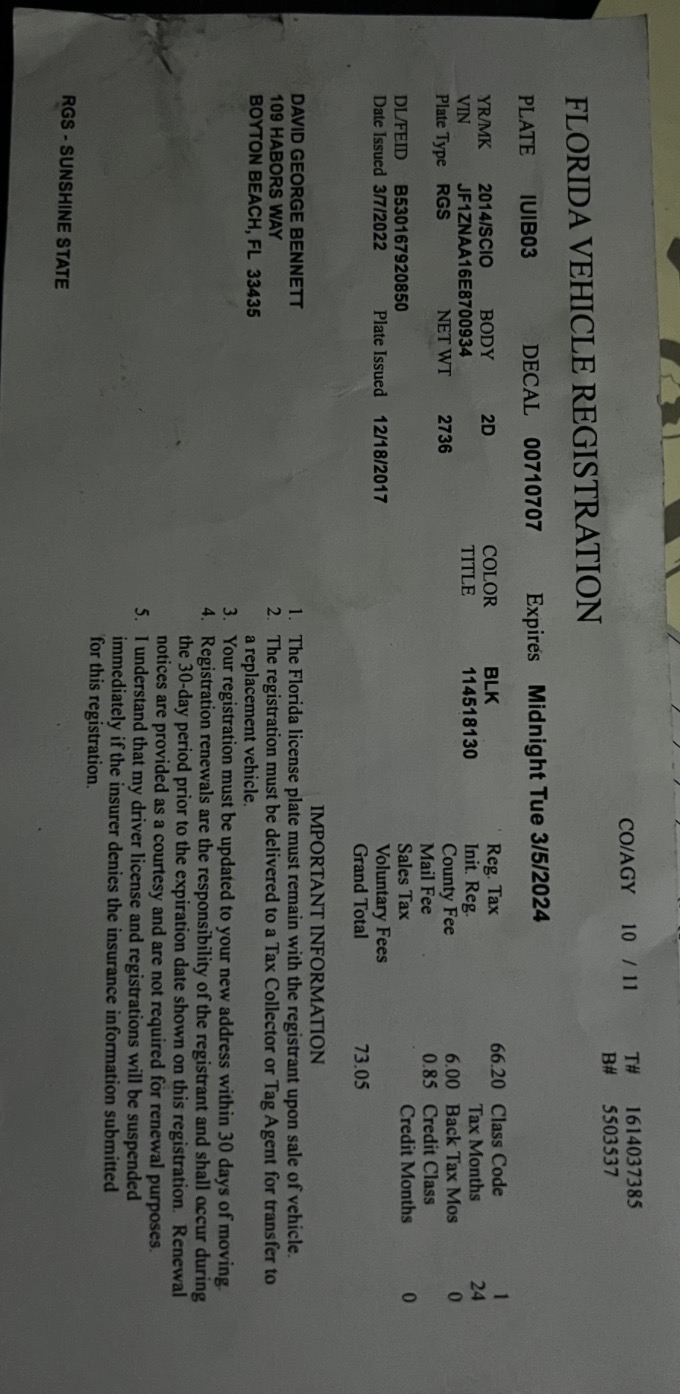 CO/AGY 10 / 11 T# 1614037385
B# 5503537
FLORIDA VEHICLE REGISTRATION
PLATE IUIB03 DECAL 00710707 Expires Midnight Tue 3/5/2024
YR/MK 2014/SCIO BODY 2D COLOR BLK Reg. Tax 66.20 Class Code 1
VIN JF1ZNAA16E8700934 TITLE 114518130 Init. Reg. Tax Months 24
Plate Type RGS NET WT 2736 County Fee 6.00 Back Tax Mos 0
Mail Fee 0.85 Credit Class
DL/FEID B530167920850 Sales Tax Credit Months 0
Date Issued 3/7/2022 Plate Issued 12/18/2017 Voluntary Fees
Grand Total 73.05
DAVID GEORGE BENNETT
109 HABORS WAY
BOYTON BEACH, FL 33435
IMPORTANT INFORMATION
1. The Florida license plate must remain with the registrant upon sale of vehicle.
2. The registration must be delivered to a Tax Collector or Tag Agent for transfer to
a replacement vehicle.
3. Your registration must be updated to your new address within 30 days of moving.
4. Registration renewals are the responsibility of the registrant and shall occur during
the 30-day period prior to the expiration date shown on this registration. Renewal
notices are provided as a courtesy and are not required for renewal purposes.
5. I understand that my driver license and registrations will be suspended
immediately if the insurer denies the insurance information submitted
for this registration.
RGS - SUNSHINE STATE